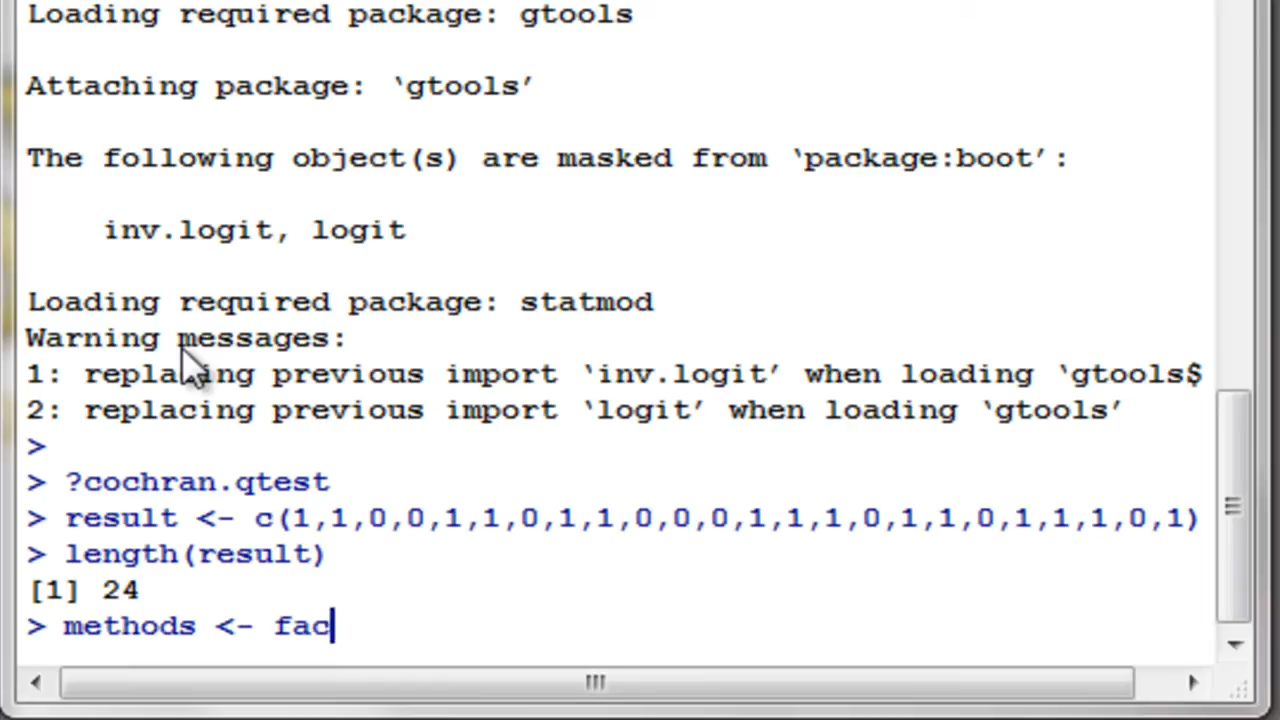 Loading required package: gtools
Attaching package: ‘gtools’
The following object(s) are masked from ‘package:boot’:
inv.logit, logit
Loading required package: statmod
Warning messages:
1: replacing previous import ‘inv.logit’ when loading ‘gtools$
2: replacing previous import ‘logit’ when loading ‘gtools’
>
> ?cochran.qtest
> result <- c(1,1,0,0,1,1,0,1,1,0,0,0,1,1,1,0,1,1,0,1,1,1,0,1)
> length(result)
[1] 24
> methods <- fac